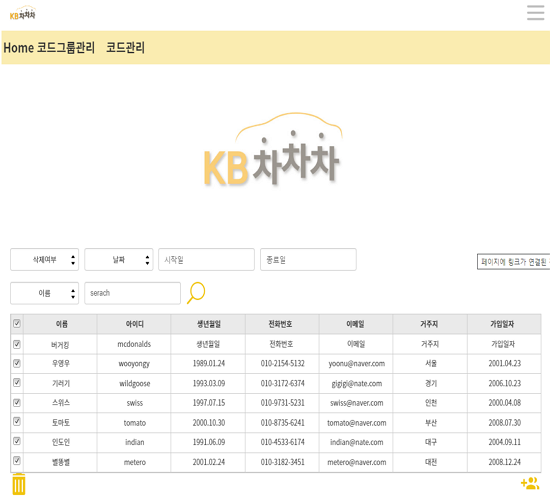 KB차차차
Home 코드그룹관리 코드관리
KB차차차
삭제여부 날짜 시작일 종료일
페이지에 링크가 연결된
이름 serach
이름 아이디 생년월일 전화번호 이메일 거주지 가입일자
버거킹 mcdonalds 생년월일 전화번호 이메일 거주지 가입일자
우영우 wooyongy 1989.01.24 010-2154-5132 yoonu@naver.com 서울 2001.04.23
기러기 wildgoose 1993.03.09 010-3172-6374 gigigi@nate.com 경기 2006.10.23
스위스 swiss 1997.07.15 010-9731-5231 swiss@naver.com 인천 2000.04.08
토마토 tomato 2000.10.30 010-8735-6241 tomato@naver.com 부산 2008.07.30
인도인 indian 1991.06.09 010-4533-6174 indian@nate.com 대구 2004.09.11
별똥별 metero 2001.02.24 010-3182-3451 metero@naver.com 대전 2008.12.24